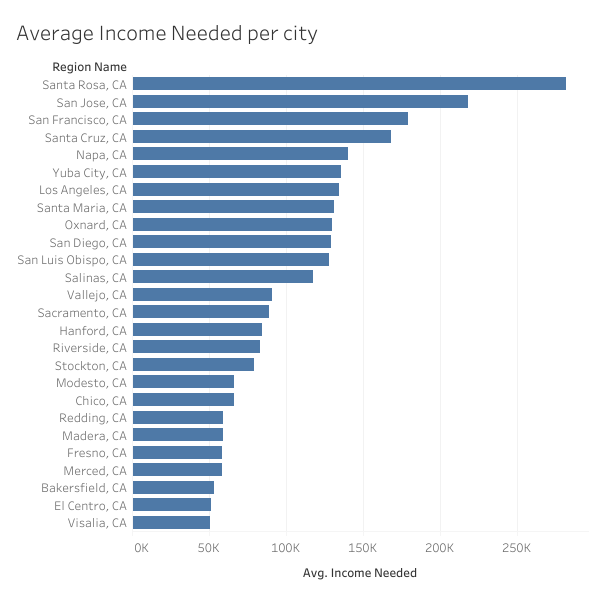 Average Income Needed per city
Region Name
Santa Rosa, CA
San Jose, CA
San Francisco, CA
Santa Cruz, CA
Napa, CA
Yuba City, CA
Los Angeles, CA
Santa Maria, CA
Oxnard, CA
San Diego, CA
San Luis Obispo, CA
Salinas, CA
Vallejo, CA
Sacramento, CA
Hanford, CA
Riverside, CA
Stockton, CA
Modesto, CA
Chico, CA
Redding, CA
Madera, CA
Fresno, CA
Merced, CA
Bakersfield, CA
El Centro, CA
Visalia, CA
0K 50K 100K 150K 200K 250K
Avg. Income Needed